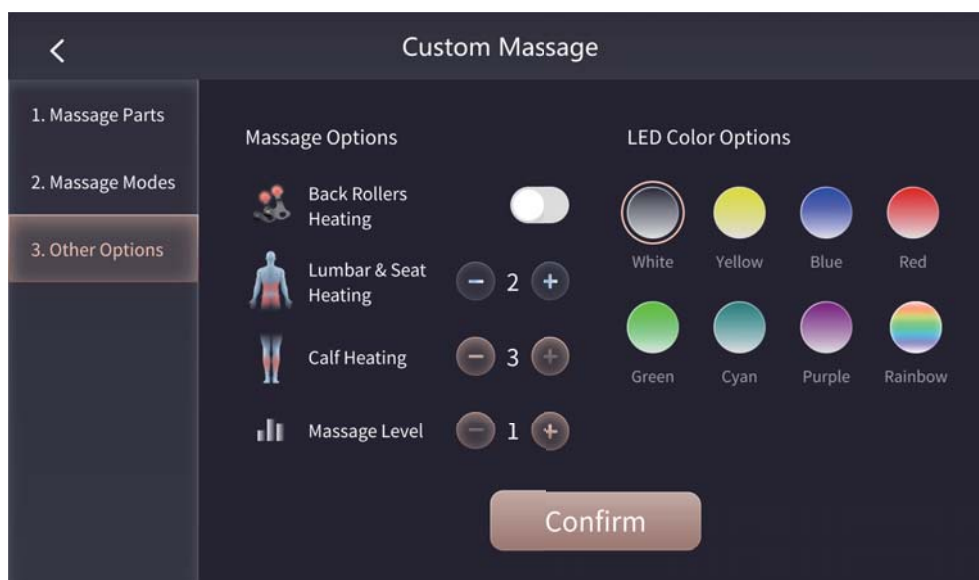 Custom Massage
1. Massage Parts
2. Massage Modes
3. Other Options
Massage Options
Back Rollers
Heating
Lumbar & Seat
Heating
2
Calf Heating
3
Massage Level
1
LED Color Options
White
Yellow
Blue
Red
Green
Cyan
Purple
Rainbow
Confirm